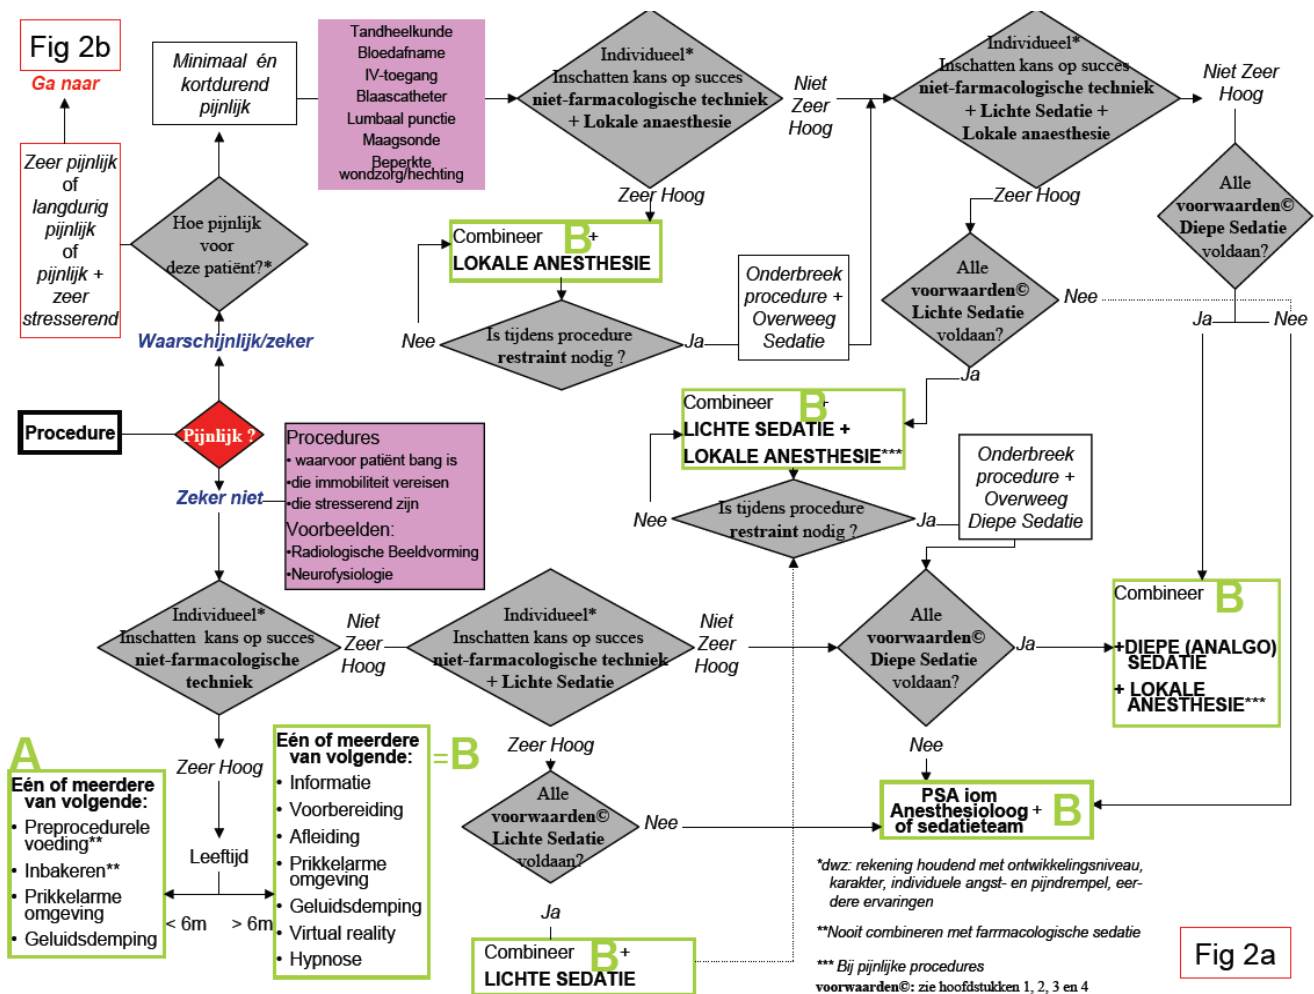 Fig 2b
Ga naar
Zeer pijnlijk
of
langdurig
pijnlijk
of
pijnlijk +
zeer
stresserend
Minimaal én
kortdurend
pijnlijk
Hoe pijnlijk
voor
deze patiënt?*
Waarschijnlijk/zeker
Procedure
Pijnlijk ?
Zeker niet
Tandheelkunde
Bloedafname
IV-toegang
Blaascatheter
Lumbaal punctie
Maagsonde
Beperkte
wondzorg/hechting
Individueel*
Inschatten kans op succes
niet-farmacologische techniek
+ Lokale anaesthesie
Niet
Zeer
Hoog
Individueel*
Inschatten kans op succes
niet-farmacologische techniek
+ Lichte Sedatie +
Lokale anaesthesie
Niet Zeer
Hoog
Alle
voorwaarden©
Diepe Sedatie
voldaan?
Ja
Nee
Zeer Hoog
Combineer B+
LOKALE ANESTHESIE
Nee
Is tijdens procedure
restraint nodig ?
Ja
Onderbreek
procedure +
Overweeg
Sedatie
Zeer Hoog
Alle
voorwaarden©
Lichte Sedatie
voldaan?
Nee
Ja
Combineer B+
LICHTE SEDATIE +
LOKALE ANESTHESIE***
Nee
Is tijdens procedure
restraint nodig ?
Ja
Onderbreek
procedure +
Overweeg
Diepe Sedatie
Procedures
• waarvoor patiënt bang is
•die immobiliteit vereisen
•die stresserend zijn
Voorbeelden:
•Radiologische Beeldvorming
•Neurofysiologie
Individueel*
Inschatten kans op succes
niet-farmacologische
techniek
Niet
Zeer
Hoog
Individueel*
Inschatten kans op succes
niet-farmacologische techniek
+ Lichte Sedatie
Niet
Zeer
Hoog
Alle
voorwaarden©
Diepe Sedatie
voldaan?
Ja
Combineer B
+DIEPE (ANALGO)
SEDATIE
+ LOKALE
ANESTHESIE***
Nee
PSA iom
Anesthesioloog + B
of sedatieteam
Zeer Hoog
Leeftijd
< 6m
> 6m
A
Eén of meerdere
van volgende:
• Preprocedurele
voeding**
• Inbakeren**
• Prikkelarme
omgeving
• Geluidsdemping
Eén of meerdere
van volgende:
• Informatie
• Voorbereiding
• Afleiding
• Prikkelarme
omgeving
• Geluidsdemping
• Virtual reality
• Hypnose
=B
Zeer Hoog
Alle
voorwaarden©
Lichte Sedatie
voldaan?
Nee
Ja
Combineer B+
LICHTE SEDATIE
*dwz: rekening houdend met ontwikkelingsniveau,
karakter, individuele angst- en pijndrempel, eer-
dere ervaringen
**Nooit combineren met farrmacologische sedatie
*** Bij pijnlijke procedures
voorwaarden©: zie hoofdstukken 1, 2, 3 en 4
Fig 2a